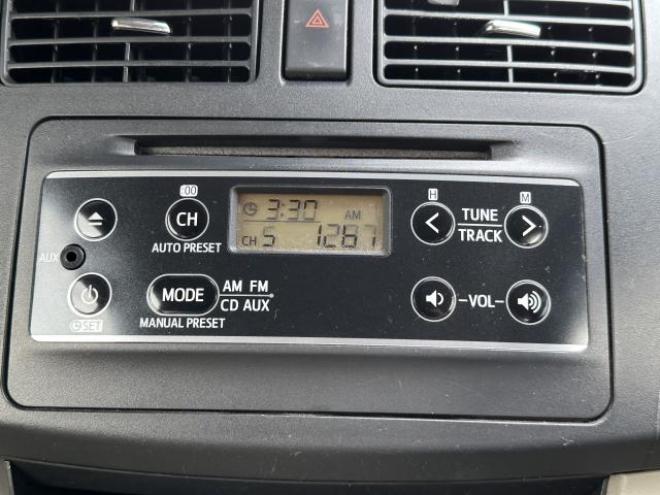 :00
H
M
CH
3:30 AM
< TUNE >
TRACK
AUTO PRESET
CH 5 1287
AUX
MODE
AM FM
CD AUX
-VOL-
SET
MANUAL PRESET